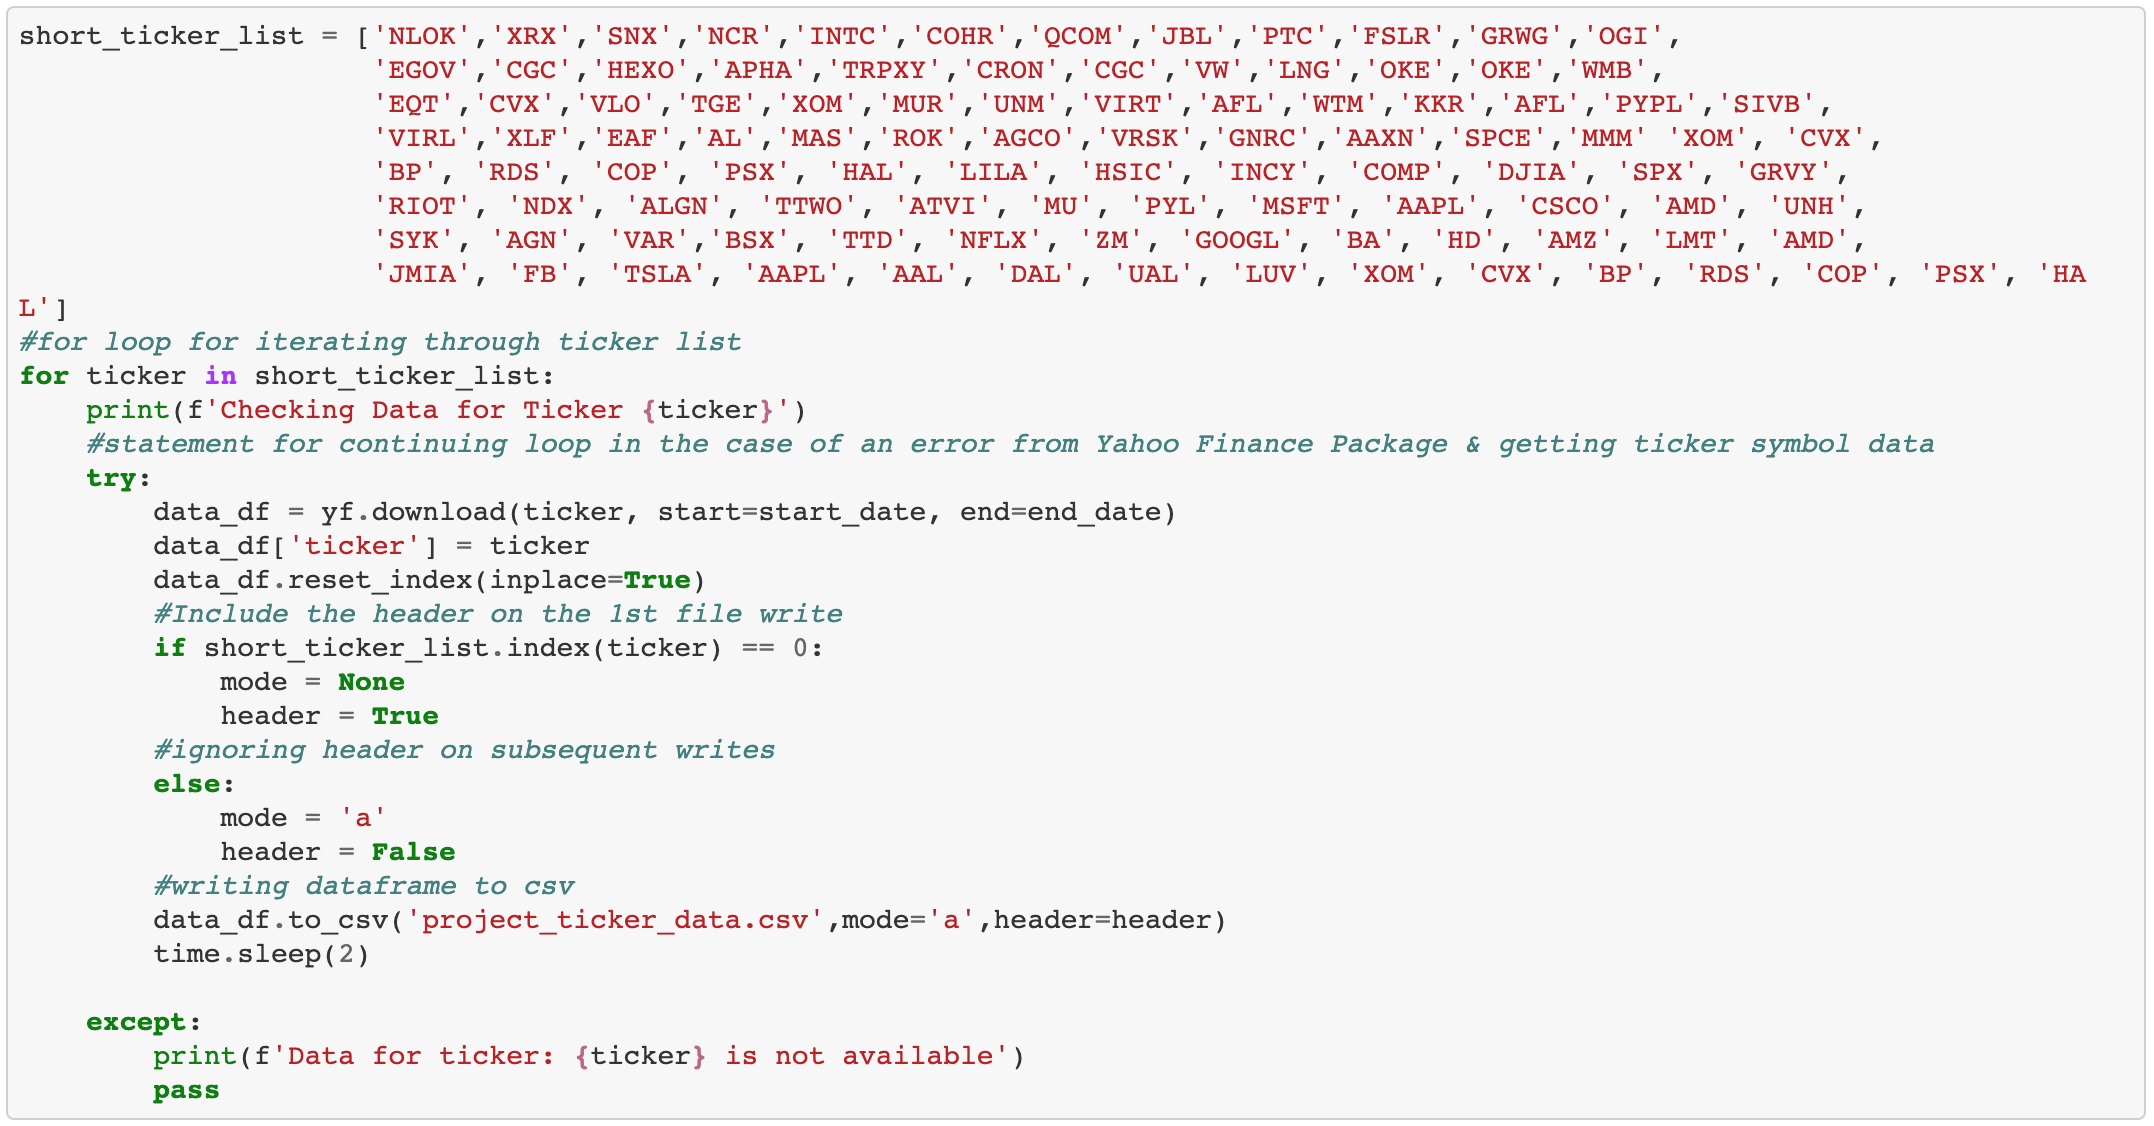 short_ticker_list = ['NLOK','XRX','SNX','NCR','INTC','COHR','QCOM','JBL','PTC','FSLR','GRWG','OGI',
                     'EGOV','CGC','HEXO','APHA','TRPXY','CRON','CGC','VW','LNG','OKE','OKE','WMB',
                     'EQT','CVX','VLO','TGE','XOM','MUR','UNM','VIRT','AFL','WTM','KKR','AFL','PYPL','SIVB',
                     'VIRL','XLF','EAF','AL','MAS','ROK','AGCO','VRSK','GNRC','AAXN','SPCE','MMM' 'XOM', 'CVX',
                     'BP', 'RDS', 'COP', 'PSX', 'HAL', 'LILA', 'HSIC', 'INCY', 'COMP', 'DJIA', 'SPX', 'GRVY',
                     'RIOT', 'NDX', 'ALGN', 'TTWO', 'ATVI', 'MU', 'PYL', 'MSFT', 'AAPL', 'CSCO', 'AMD', 'UNH',
                     'SYK', 'AGN', 'VAR','BSX', 'TTD', 'NFLX', 'ZM', 'GOOGL', 'BA', 'HD', 'AMZ', 'LMT', 'AMD',
                     'JMIA', 'FB', 'TSLA', 'AAPL', 'AAL', 'DAL', 'UAL', 'LUV', 'XOM', 'CVX', 'BP', 'RDS', 'COP', 'PSX', 'HA
L']
#for loop for iterating through ticker list
for ticker in short_ticker_list:
    print(f'Checking Data for Ticker {ticker}')
    #statement for continuing loop in the case of an error from Yahoo Finance Package & getting ticker symbol data
    try:
        data_df = yf.download(ticker, start=start_date, end=end_date)
        data_df['ticker'] = ticker
        data_df.reset_index(inplace=True)
        #Include the header on the 1st file write
        if short_ticker_list.index(ticker) == 0:
            mode = None
            header = True
        #ignoring header on subsequent writes
        else:
            mode = 'a'
            header = False
        #writing dataframe to csv
        data_df.to_csv('project_ticker_data.csv',mode='a',header=header)
        time.sleep(2)

    except:
        print(f'Data for ticker: {ticker} is not available')
        pass